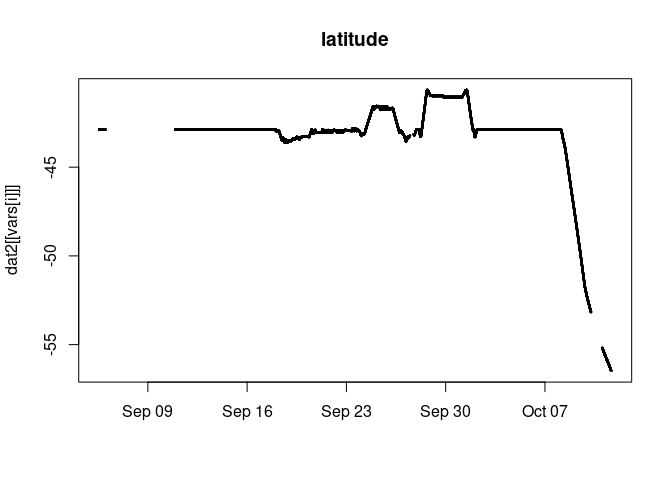 latitude
dat2[[vars[i]]]
-45
-50
-55
Sep 09
Sep 16
Sep 23
Sep 30
Oct 07